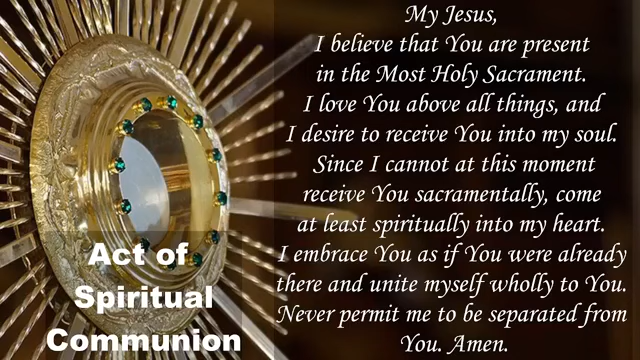 My Jesus,
I believe that You are present
in the Most Holy Sacrament.
I love You above all things, and
I desire to receive You into my soul.
Since I cannot at this moment
receive You sacramentally, come
at least spiritually into my heart.
I embrace You as if You were already
there and unite myself wholly to You.
Never permit me to be separated from
You. Amen.
Act of
Spiritual
Communion